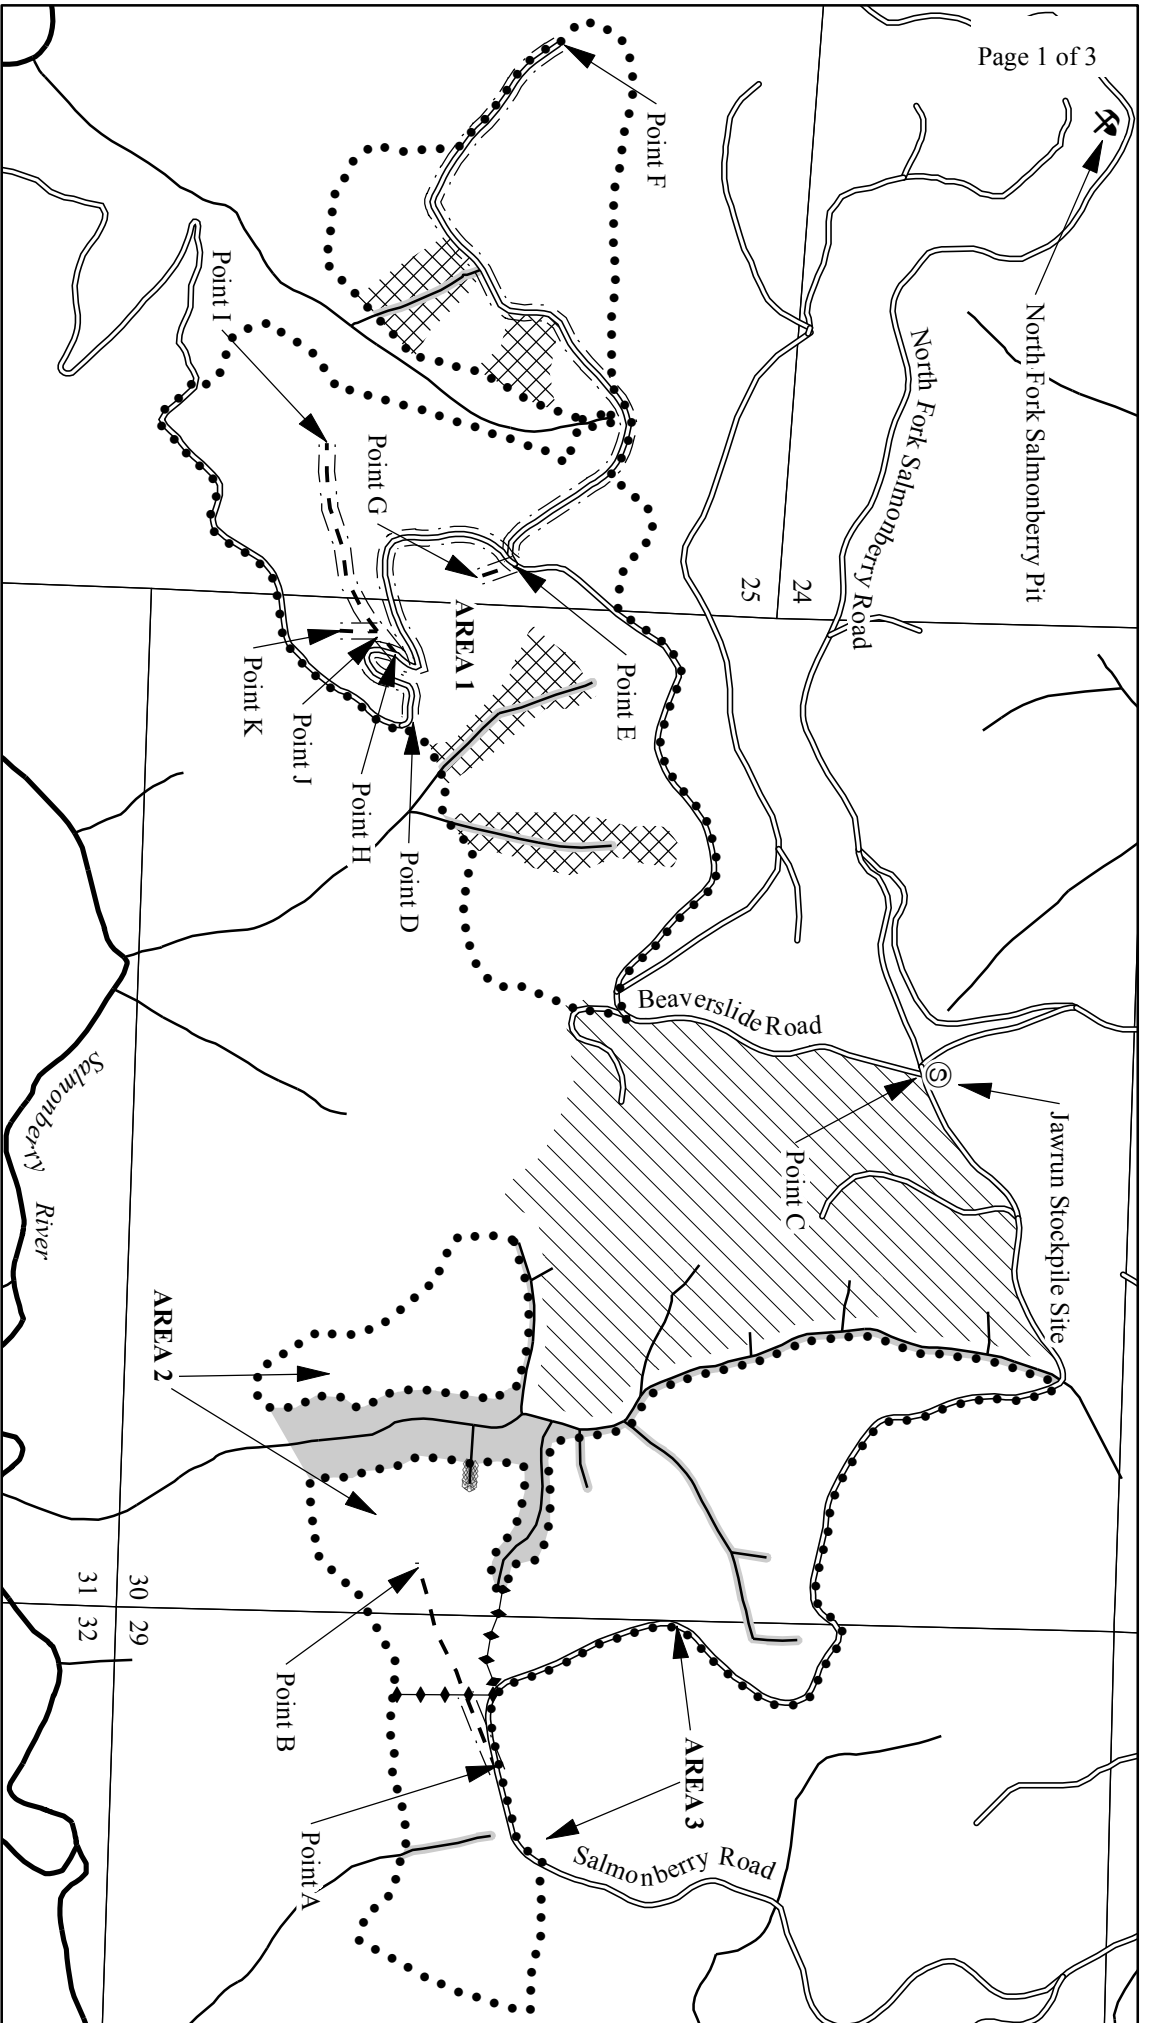 Page 1 of 3
North Fork Salmonberry Pit
North Fork Salmonberry Road
Point F
Point I
Point G
24
25
AREA 1
Point E
Point K
Point J
Point H
Point D
Beaverslide Road
S
Jawrun Stockpile Site
Point C
Salmonberry River
AREA 2
30
29
31
32
Point B
AREA 3
Point A
Salmonberry Road